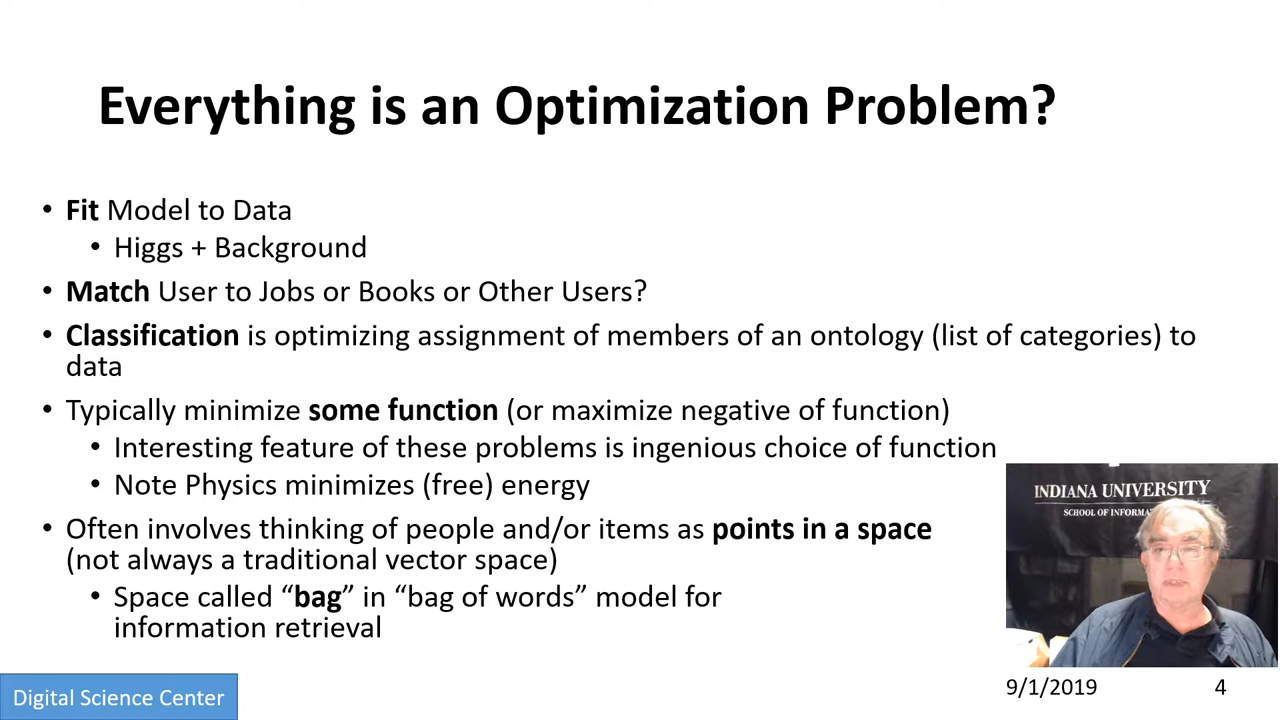 Everything is an Optimization Problem?
• Fit Model to Data
• Higgs + Background
• Match User to Jobs or Books or Other Users?
• Classification is optimizing assignment of members of an ontology (list of categories) to
data
• Typically minimize some function (or maximize negative of function)
• Interesting feature of these problems is ingenious choice of function
• Note Physics minimizes (free) energy
• Often involves thinking of people and/or items as points in a space
(not always a traditional vector space)
• Space called “bag” in “bag of words” model for
information retrieval
INDIANA UNIVERSITY
SCHOOL OF
Digital Science Center
9/1/2019
4